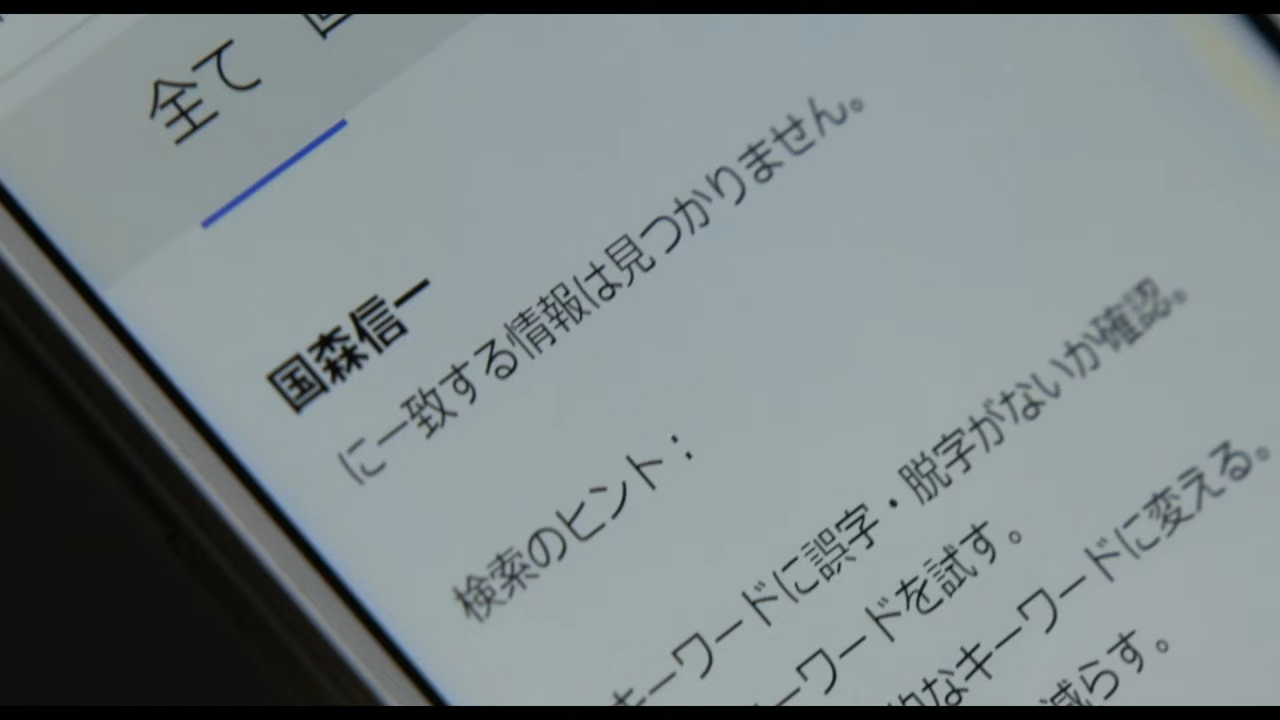 全て
国森信一
に一致する情報は見つかりません。
検索のヒント：
キーワードに誤字・脱字がないか確認。
ーワードを試す。
的なキーワードに変える。
減らす。